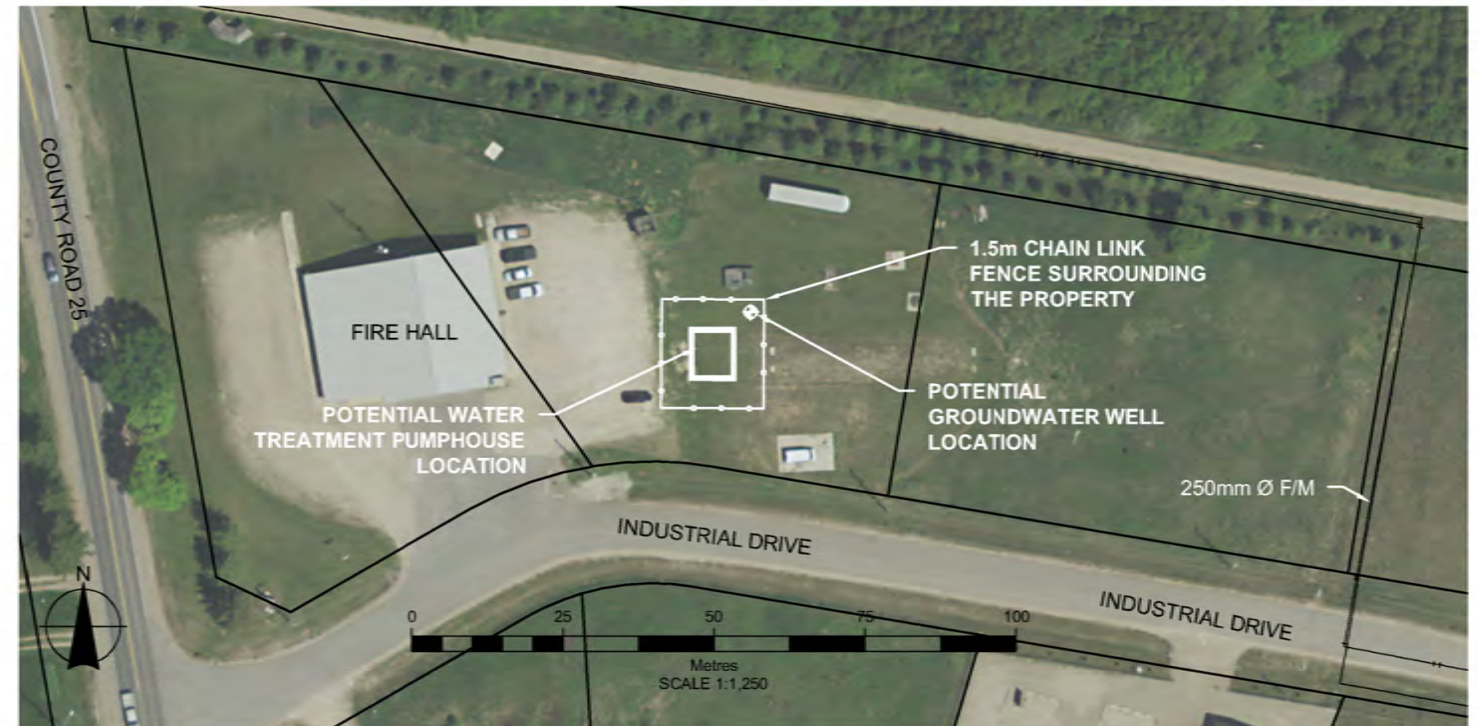 COUNTY ROAD 25
1.5m CHAIN LINK
FENCE SURROUNDING
THE PROPERTY
FIRE HALL
POTENTIAL WATER
TREATMENT PUMPHOUSE
LOCATION
POTENTIAL
GROUNDWATER WELL
LOCATION
250mm Ø F/M
INDUSTRIAL DRIVE
INDUSTRIAL DRIVE
N
0 25 50 75 100
Metres
SCALE 1:1,250